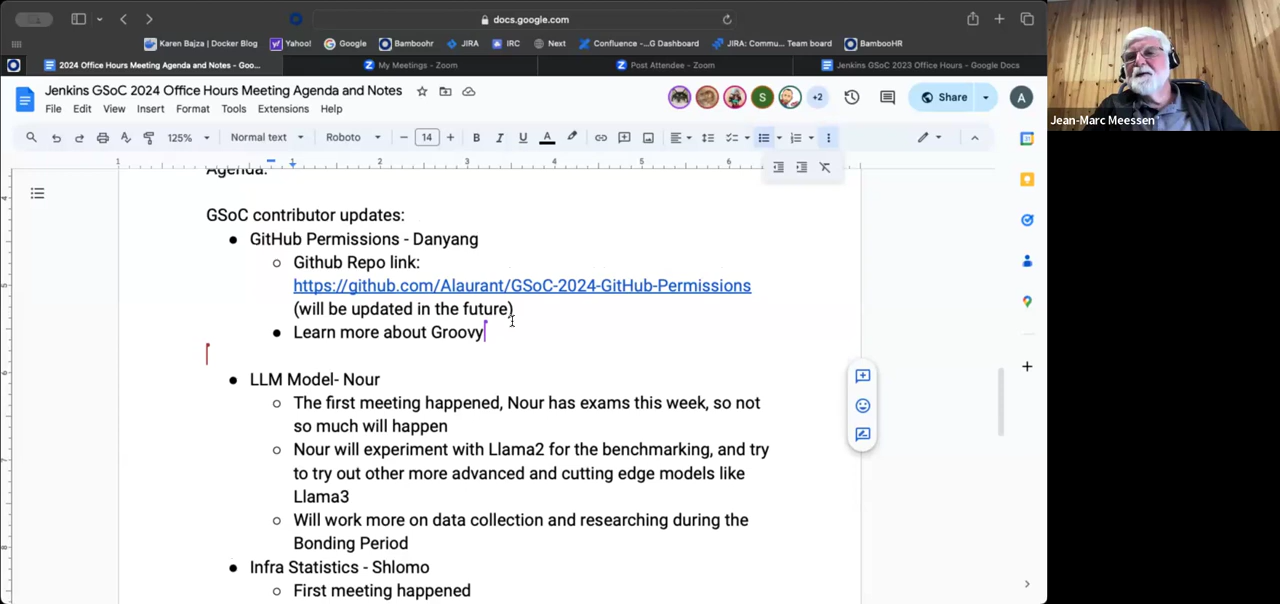 docs.google.com
Karen Bajza | Docker Blog
Yahoo!
Google
Bamboohr
JIRA
IRC
Next
Confluence ...G Dashboard
JIRA: Commu... Team board
BambooHR
2024 Office Hours Meeting Agenda and Notes - Goo...
My Meetings - Zoom
Post Attendee - Zoom
Jenkins GSoC 2023 Office Hours - Google Docs
Jenkins GSoC 2024 Office Hours Meeting Agenda and Notes
File Edit View Insert Format Tools Extensions Help
S
+2
Share
A
Jean-Marc Meessen
125% Normal text Roboto 14 B I U A
1 1 2 3 4 5 6
Agenda:
GSoC contributor updates:
● GitHub Permissions - Danyang
○ Github Repo link:
https://github.com/Alaurant/GSoC-2024-GitHub-Permissions
(will be updated in the future)
● Learn more about Groovy
● LLM Model- Nour
○ The first meeting happened, Nour has exams this week, so not
so much will happen
○ Nour will experiment with Llama2 for the benchmarking, and try
to try out other more advanced and cutting edge models like
Llama3
○ Will work more on data collection and researching during the
Bonding Period
● Infra Statistics - Shlomo
○ First meeting happened